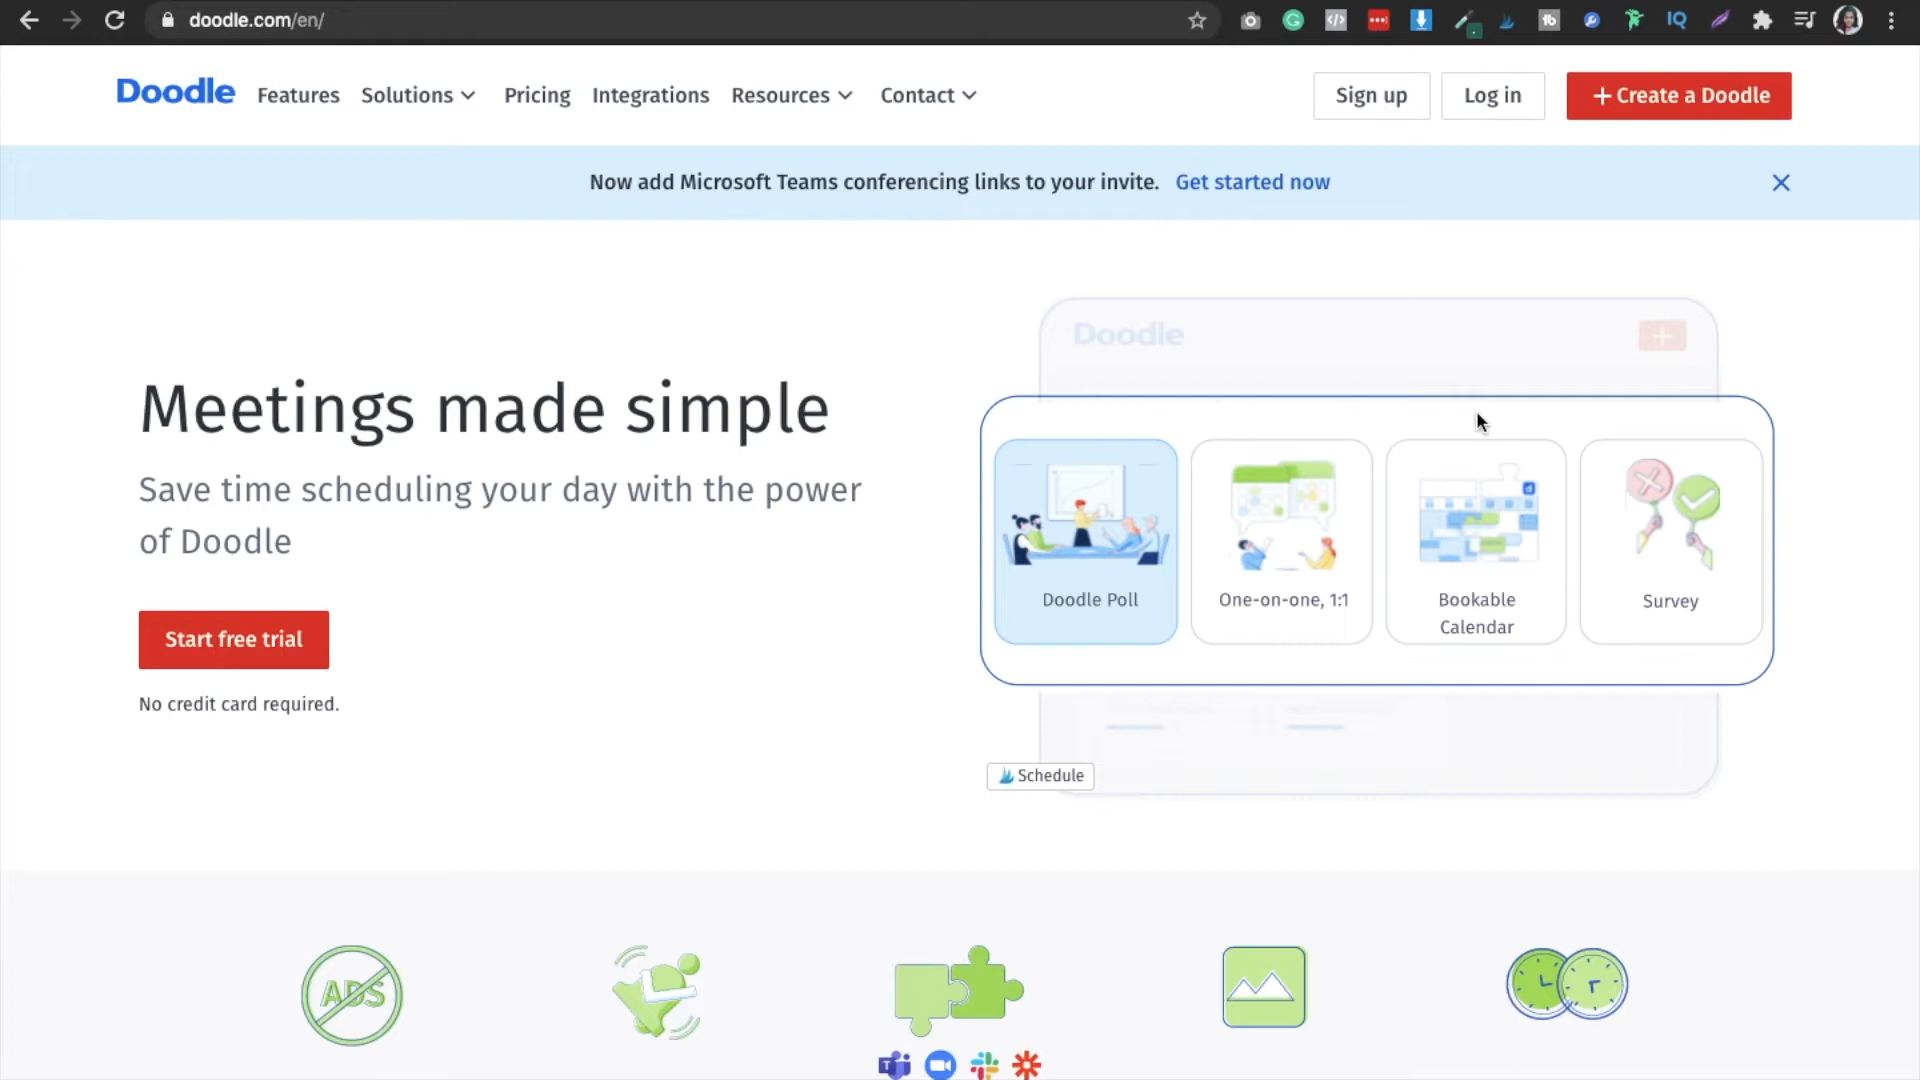 doodle.com/en/
Doodle Features Solutions Pricing Integrations Resources Contact Sign up Log in + Create a Doodle
Now add Microsoft Teams conferencing links to your invite. Get started now
Doodle
Meetings made simple
Save time scheduling your day with the power
of Doodle
Doodle Poll
One-on-one, 1:1
Bookable
Calendar
Survey
Start free trial
No credit card required.
Schedule
ADS